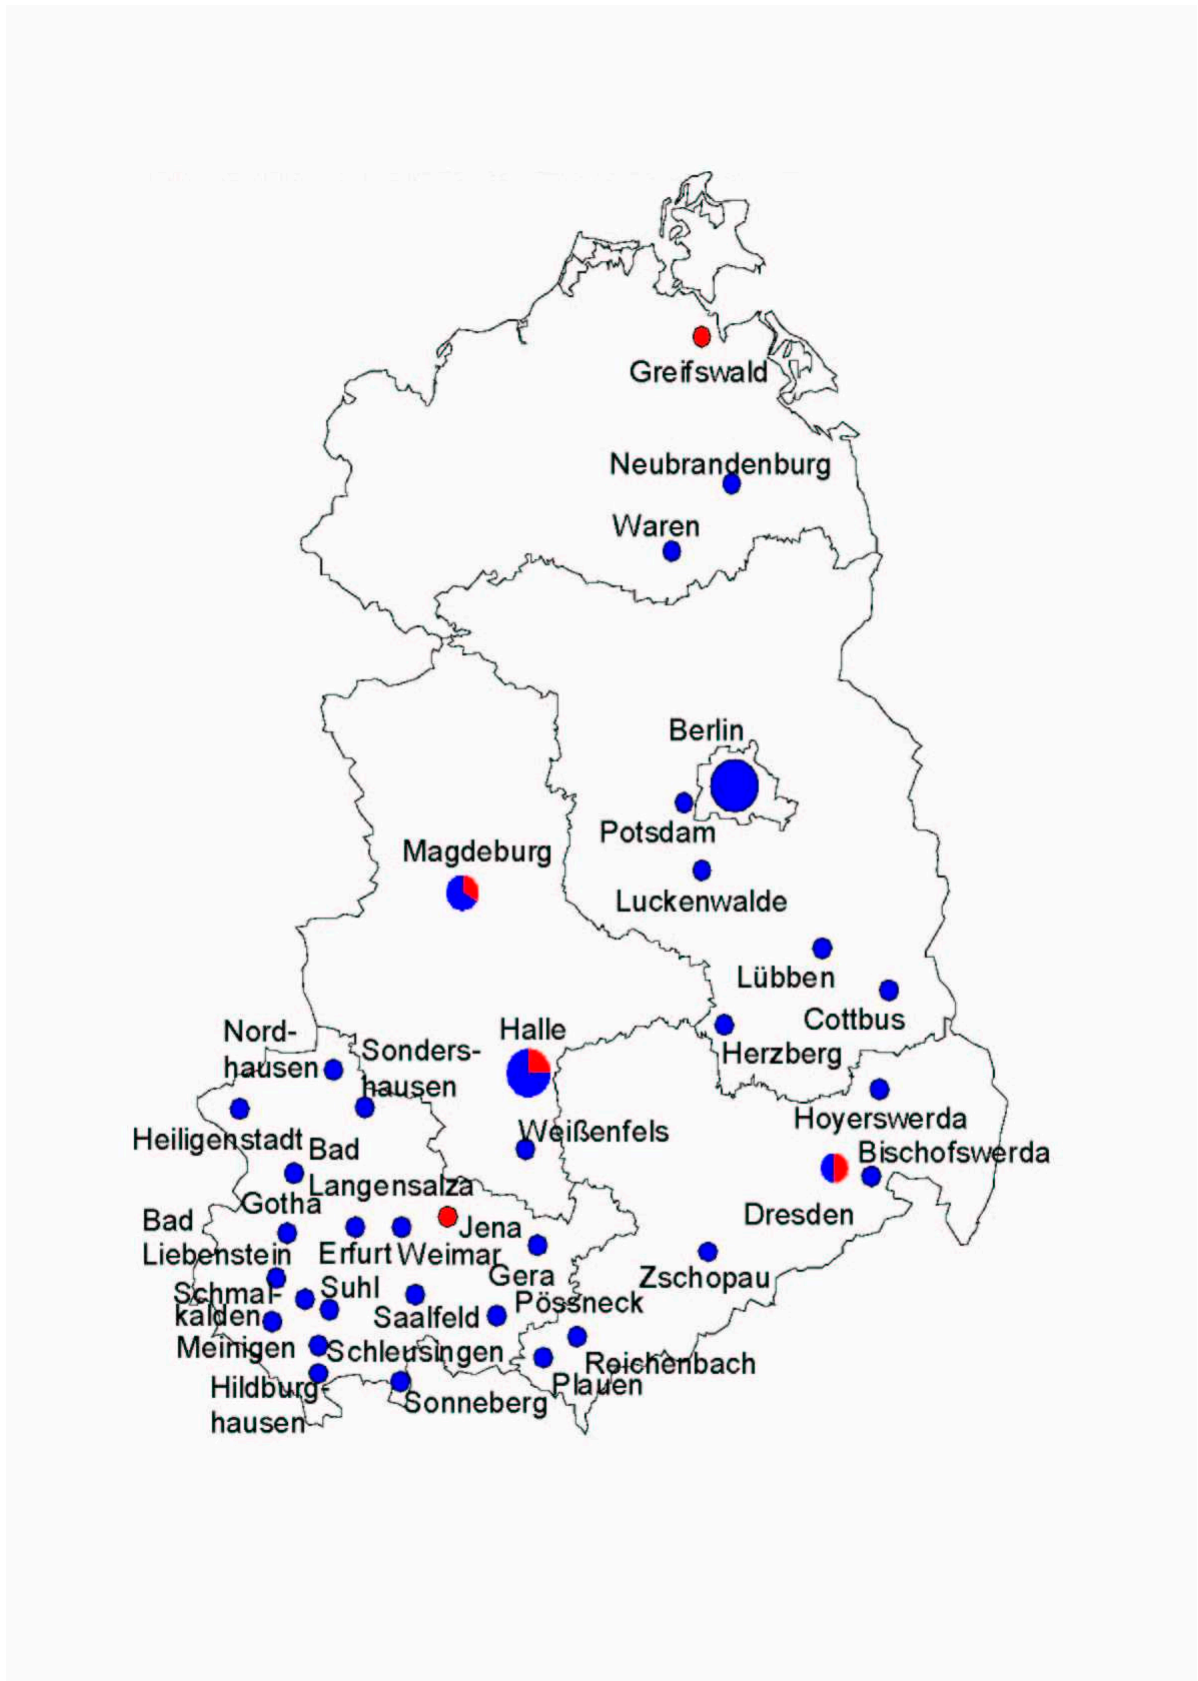 Greifswald
Neubrandenburg
Waren
Berlin
Potsdam
Magdeburg
Luckenwalde
Lübben
Cottbus
Herzberg
Halle
Nord-
hausen
Sonders-
hausen
Hoyerswerda
Weißenfels
Heiligenstadt
Bischofswerda
Bad
Langensalza
Gotha
Dresden
Bad
Liebenstein
Erfurt
Weimar
Jena
Gera
Zschopau
Schmal-
kalden
Suhl
Saalfeld
Pössneck
Meinigen
Schleusingen
Reichenbach
Plauen
Hildburg-
hausen
Sonneberg